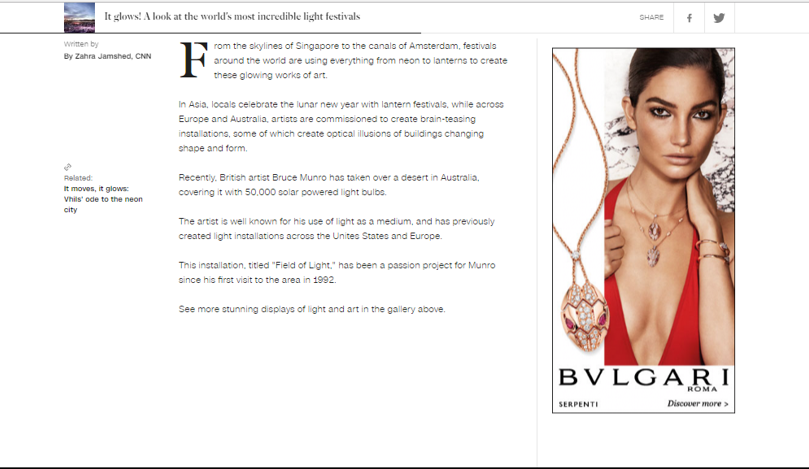 It glows! A look at the world's most incredible light festivals
SHARE
Written by
By Zahra Jamshed, CNN
From the skylines of Singapore to the canals of Amsterdam, festivals
around the world are using everything from neon to lanterns to create
these glowing works of art.
In Asia, locals celebrate the lunar new year with lantern festivals, while across
Europe and Australia, artists are commissioned to create brain-teasing
installations, some of which create optical illusions of buildings changing
shape and form.
Related:
It moves, it glows:
Vhils' ode to the neon
city
Recently, British artist Bruce Munro has taken over a desert in Australia,
covering it with 50,000 solar powered light bulbs.
The artist is well known for his use of light as a medium, and has previously
created light installations across the Unites States and Europe.
This installation, titled "Field of Light," has been a passion project for Munro
since his first visit to the area in 1992.
See more stunning displays of light and art in the gallery above.
BVLGARI
ROMA
SERPENTI
Discover more >